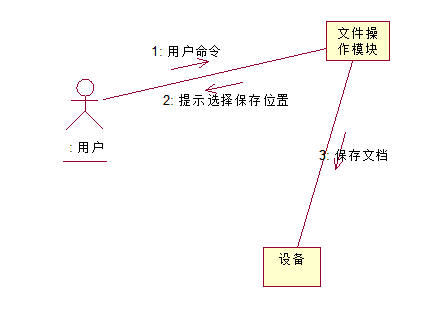 文件操
作模块
1: 用户命令
2: 提示选择保存位置
: 用户
3: 保存文档
设备